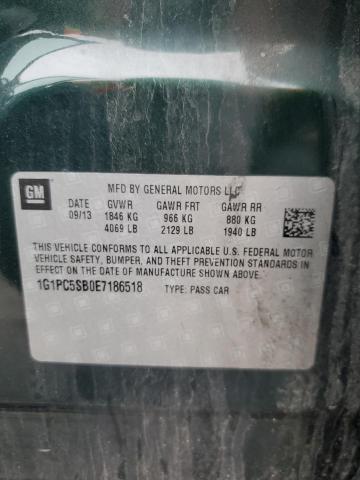 GM
MFD BY GENERAL MOTORS LLC
DATE GVWR GAWR FRT GAWR RR
09/13 1846 KG 966 KG 880 KG
4069 LB 2129 LB 1940 LB
THIS VEHICLE CONFORMS TO ALL APPLICABLE U.S. FEDERAL MOTOR
VEHICLE SAFETY, BUMPER, AND THEFT PREVENTION STANDARDS IN
EFFECT ON THE DATE OF MANUFACTURE SHOWN ABOVE.
1G1PC5SB0E7186518 TYPE: PASS CAR